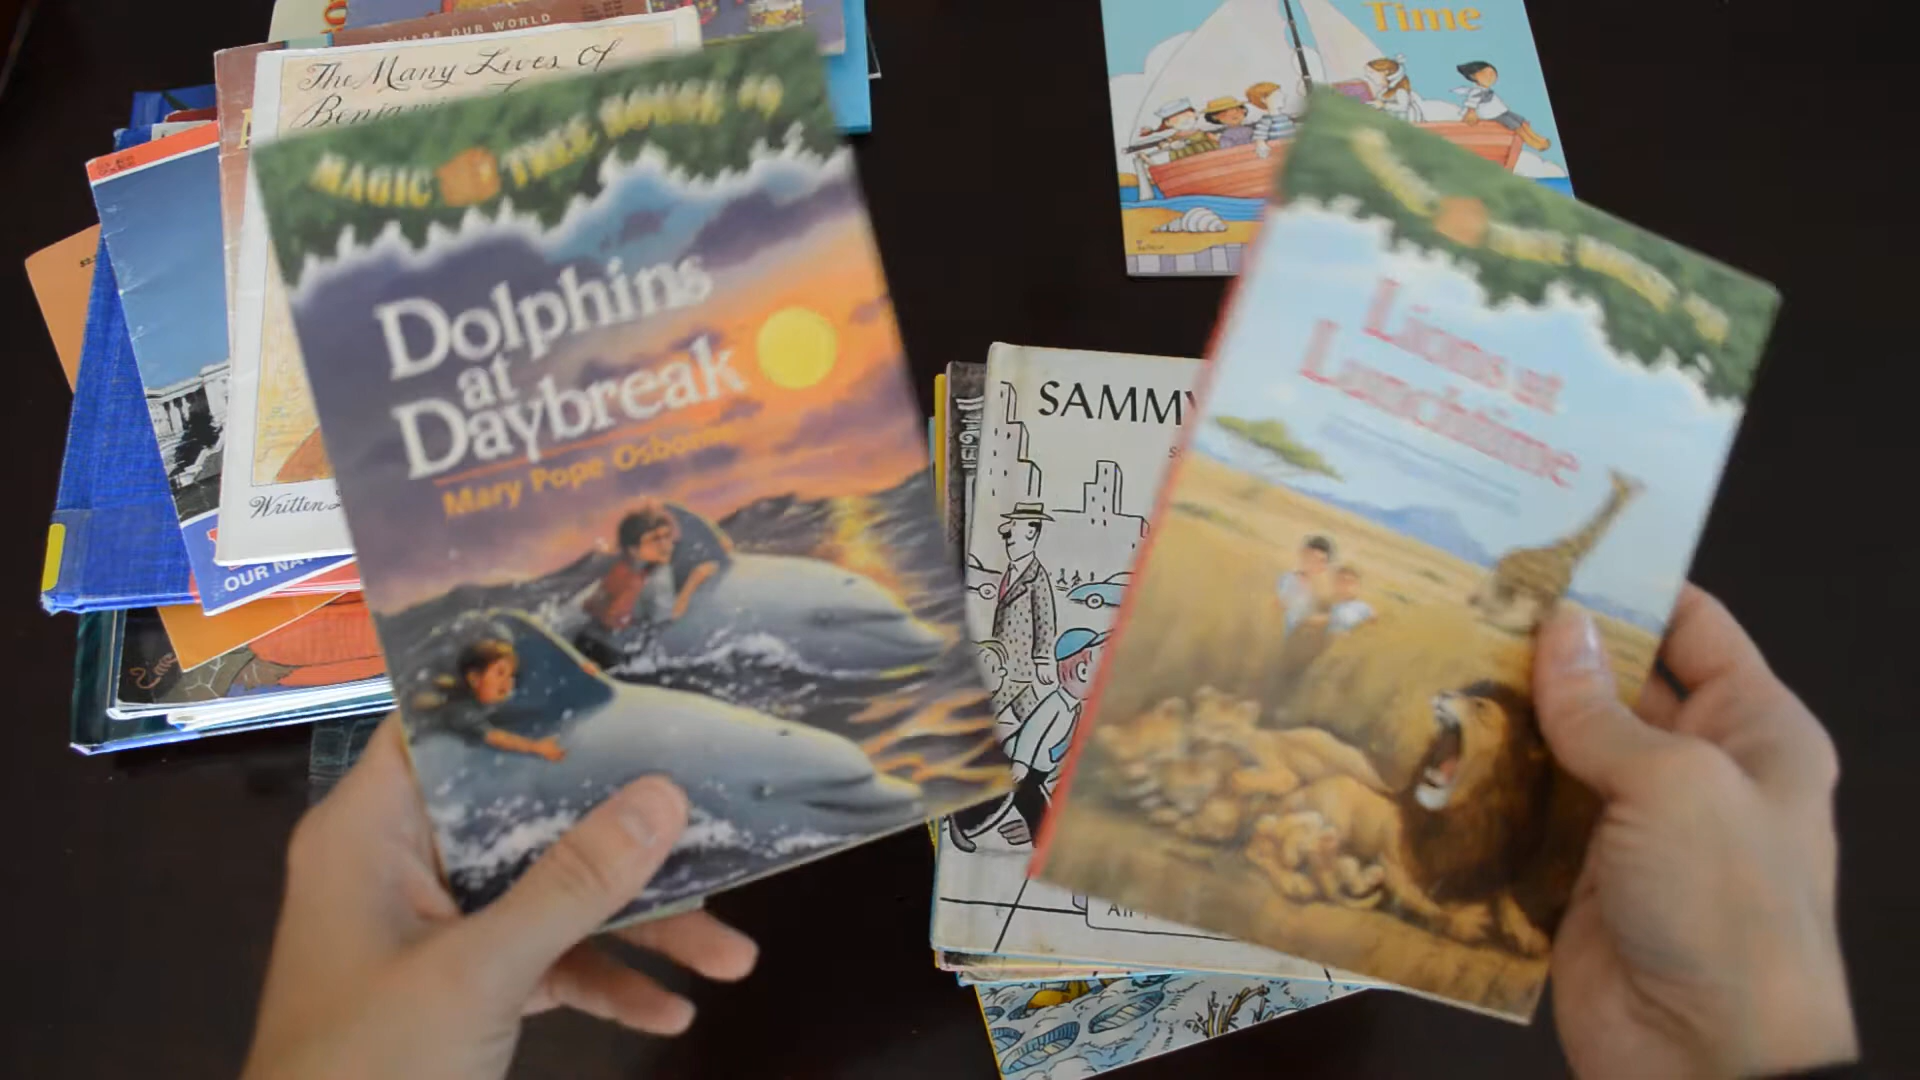 SHAPE OUR WORLD
The Many Lives Of
Written
OUR NA
MAGIC TREE HOUSE #9
Dolphins
at
Daybreak
Mary Pope Osborne
Time
SAMMY
Lions at
Lunchtime